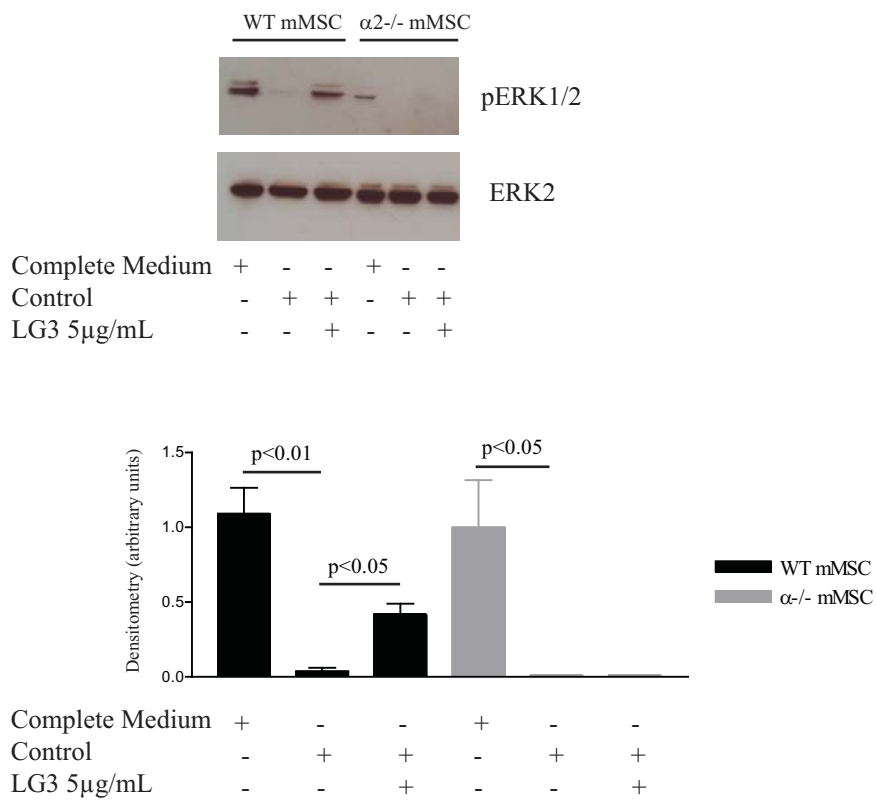 WT mMSC α2-/- mMSC
pERK1/2
ERK2
Complete Medium + - - + - -
Control - + + - + +
LG3 5µg/mL - - + - - +
Densitometry (arbitrary units)
1.5
1.0
0.5
0.0
p<0.01
p<0.05
p<0.05
WT mMSC
α-/- mMSC
Complete Medium + - - + - -
Control - + + - + +
LG3 5µg/mL - - + - - +